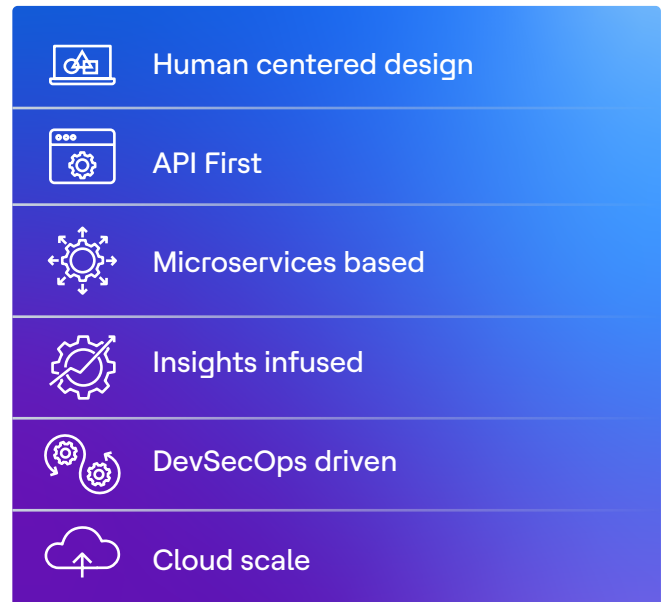 Human centered design
API First
Microservices based
Insights infused
DevSecOps driven
Cloud scale